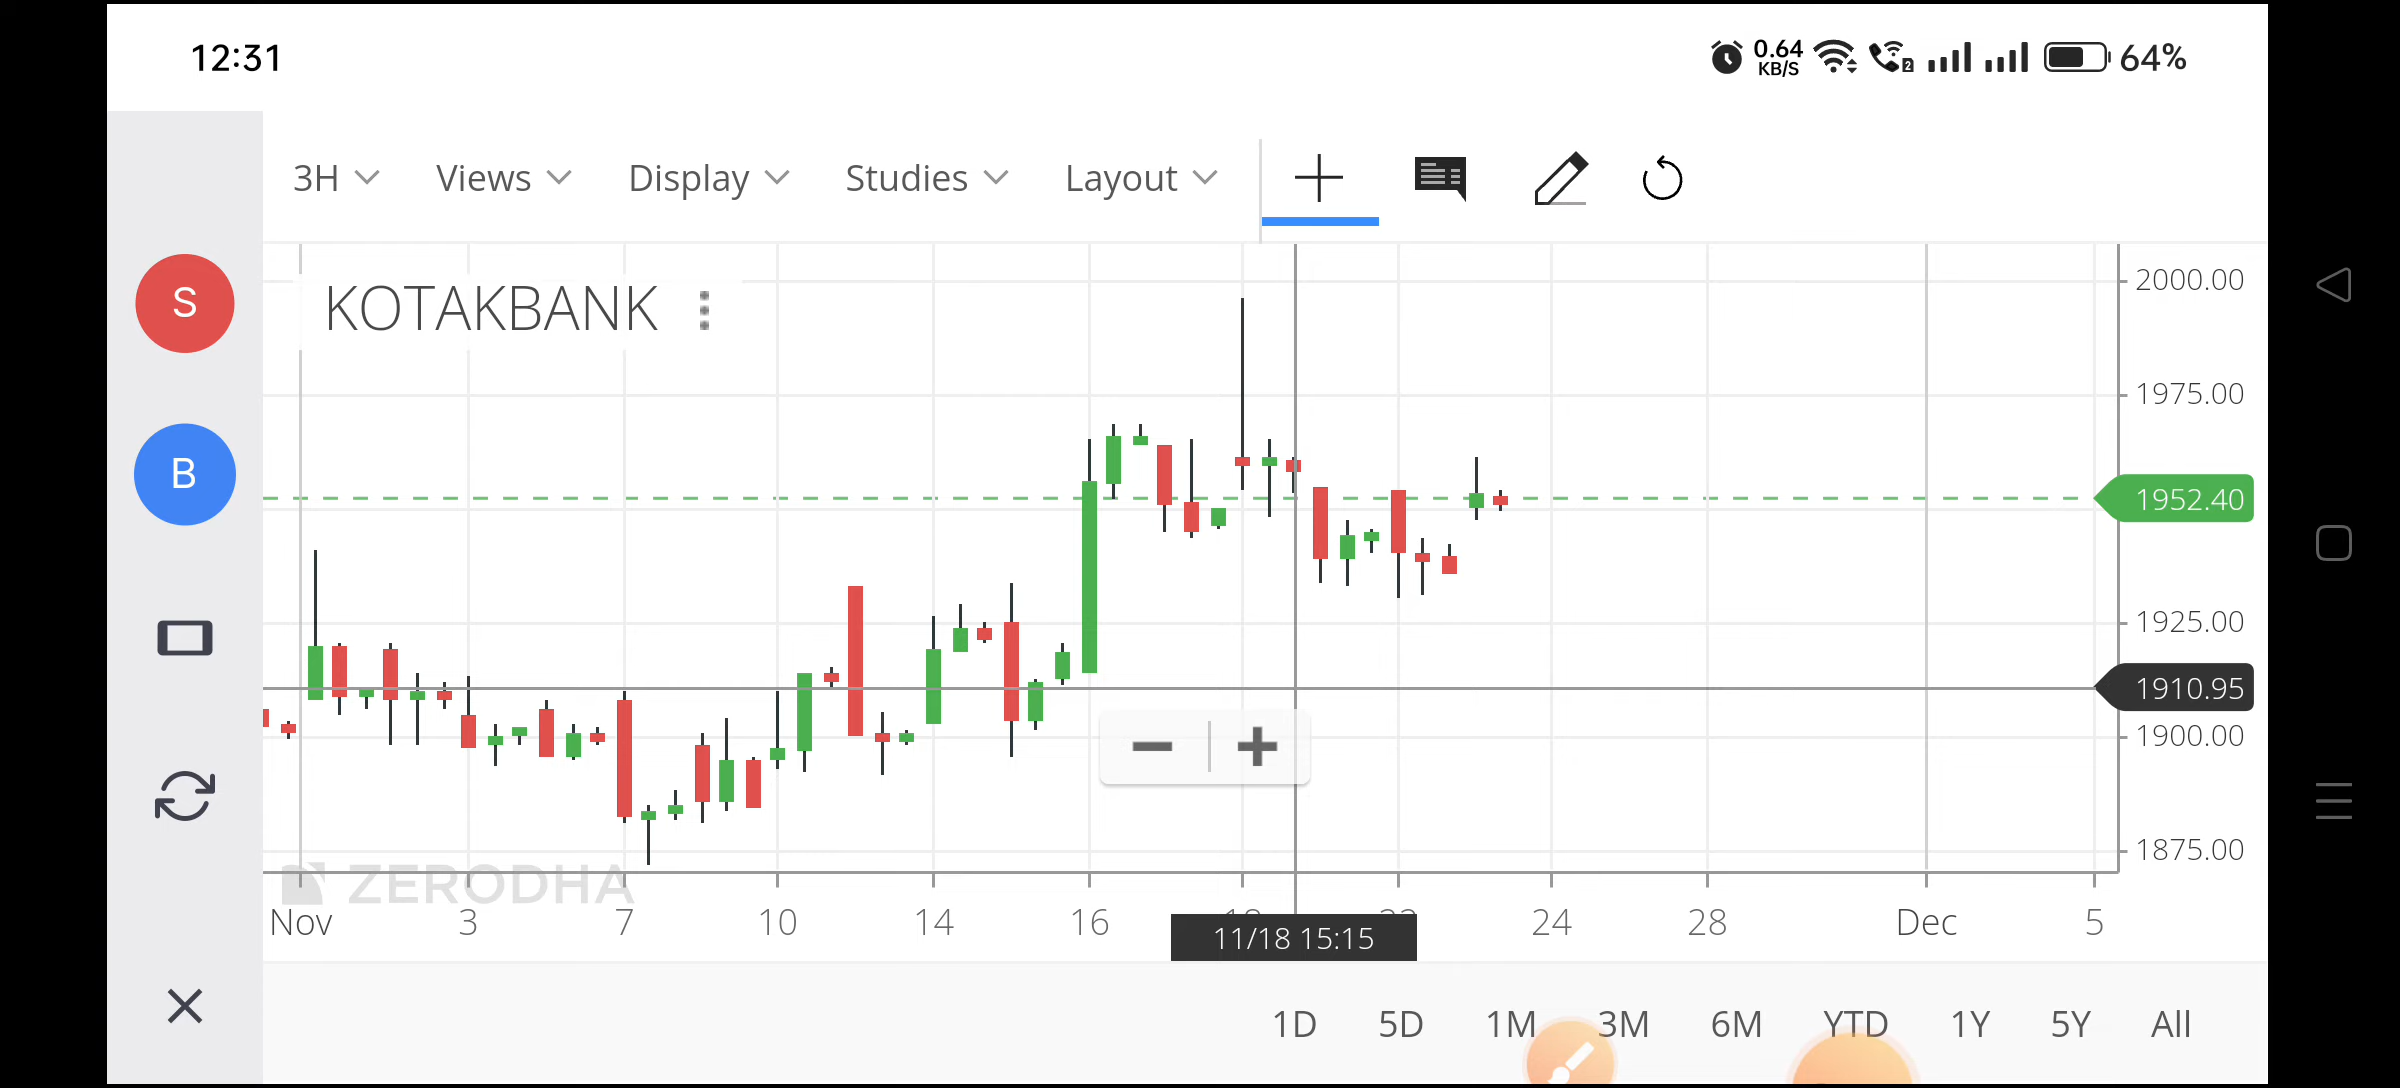 12:31
0.64
KB/S
2
64%
3H
Views
Display
Studies
Layout
S
KOTAKBANK
B
2000.00
1975.00
1952.40
1925.00
1910.95
1900.00
1875.00
ZERODHA
Nov
3
7
10
14
16
11/18 15:15
24
28
Dec
5
1D
5D
1M
3M
6M
YTD
1Y
5Y
All